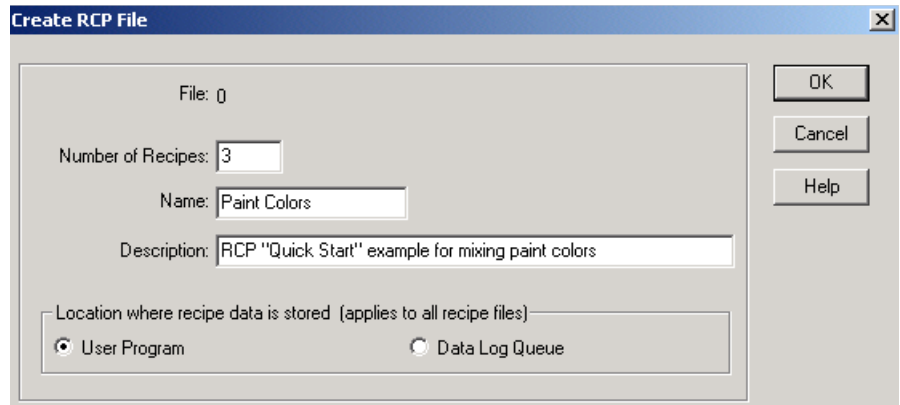 Create RCP File
File: 0
OK
Number of Recipes: 3
Cancel
Name: Paint Colors
Help
Description: RCP "Quick Start" example for mixing paint colors
Location where recipe data is stored (applies to all recipe files)
User Program Data Log Queue